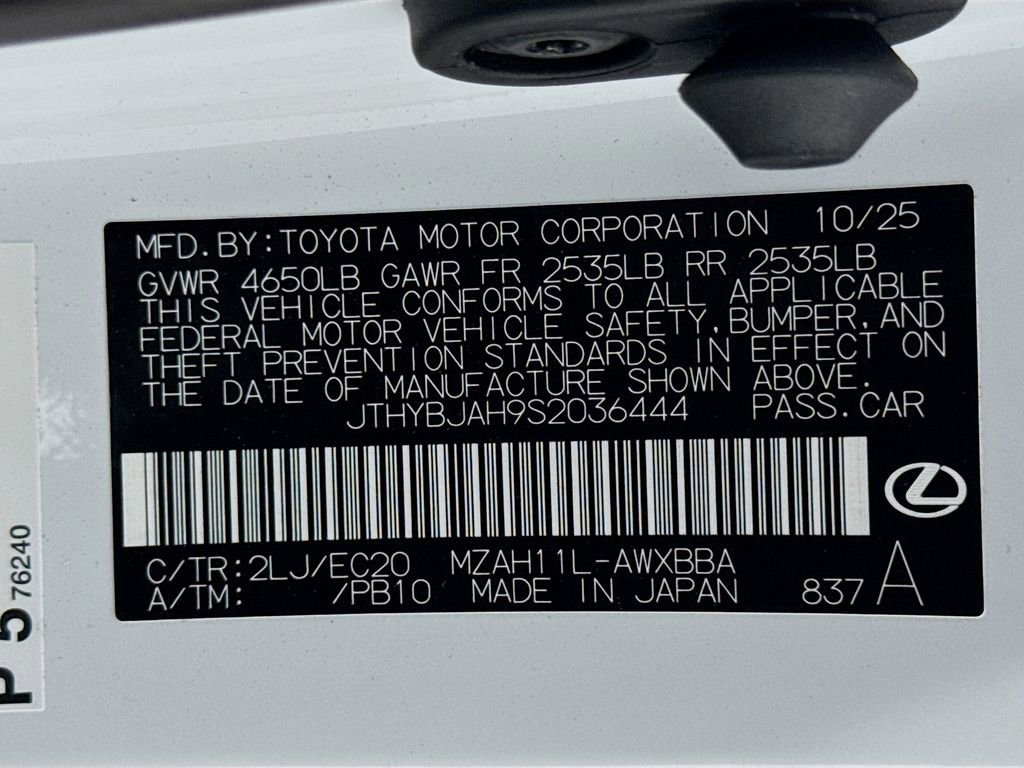 MFD.BY:TOYOTA MOTOR CORPORATION 10/25
GVWR 4650LB GAWR FR 2535LB RR 2535LB
THIS VEHICLE CONFORMS TO ALL APPLICABLE
FEDERAL MOTOR VEHICLE SAFETY,BUMPER,AND
THEFT PREVENTION STANDARDS IN EFFECT ON
THE DATE OF MANUFACTURE SHOWN ABOVE.
JTHYBJAH9S2036444 PASS.CAR
C/TR:2LJ/EC20 MZAH11L-AWXBBA
A/TM: /PB10 MADE IN JAPAN 837 A
P 5 76240